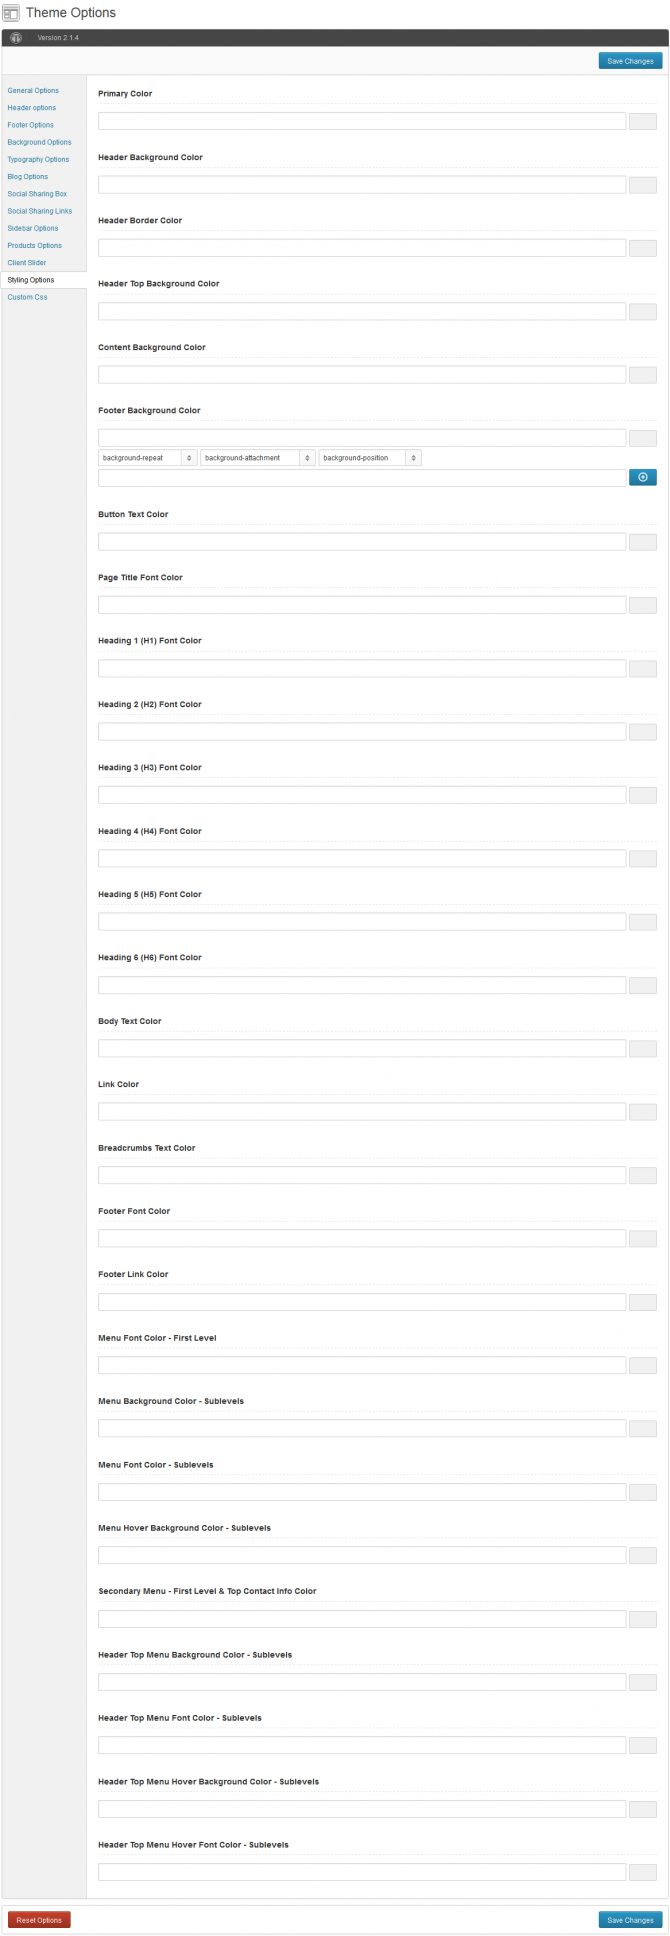 Theme Options
Version 2.1.4
Save Changes
General Options
Header options
Footer Options
Background Options
Typography Options
Blog Options
Social Sharing Box
Social Sharing Links
Sidebar Options
Products Options
Client Slider
Styling Options
Custom Css
Primary Color
Header Background Color
Header Border Color
Header Top Background Color
Content Background Color
Footer Background Color
background-repeat background-attachment background-position
Button Text Color
Page Title Font Color
Heading 1 (H1) Font Color
Heading 2 (H2) Font Color
Heading 3 (H3) Font Color
Heading 4 (H4) Font Color
Heading 5 (H5) Font Color
Heading 6 (H6) Font Color
Body Text Color
Link Color
Breadcrumbs Text Color
Footer Font Color
Footer Link Color
Menu Font Color - First Level
Menu Background Color - Sublevels
Menu Font Color - Sublevels
Menu Hover Background Color - Sublevels
Secondary Menu - First Level & Top Contact Info Color
Header Top Menu Background Color - Sublevels
Header Top Menu Font Color - Sublevels
Header Top Menu Hover Background Color - Sublevels
Header Top Menu Hover Font Color - Sublevels
Reset Options Save Changes